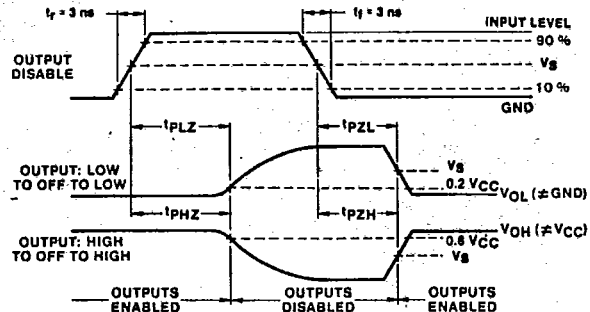 tr = 3 ns
tf = 3 ns
INPUT LEVEL
90 %
OUTPUT
DISABLE
VS
10 %
GND
tPLZ
tPZL
OUTPUT: LOW
TO OFF TO LOW
VS
0.2 VCC
VOL (≠GND)
tPHZ
tPZH
OUTPUT: HIGH
TO OFF TO HIGH
VOH (≠VCC)
0.8 VCC
VS
OUTPUTS
ENABLED
OUTPUTS
DISABLED
OUTPUTS
ENABLED